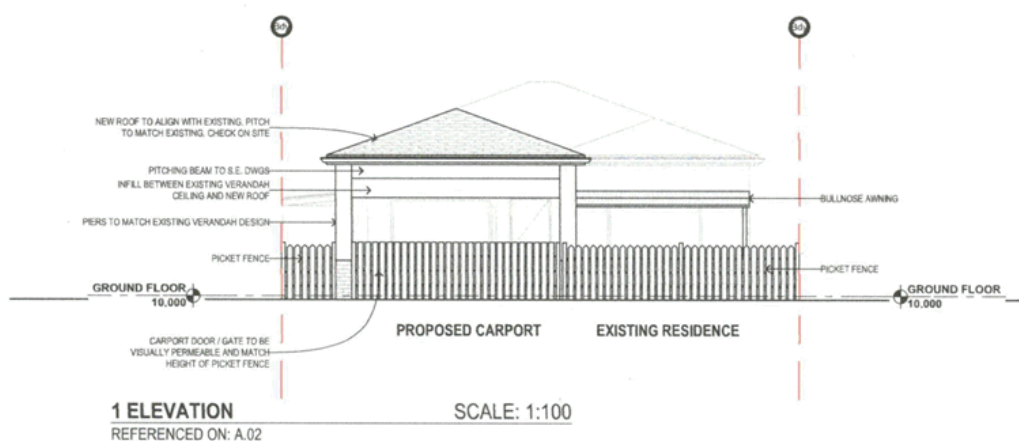 Bdy
Bdy
NEW ROOF TO ALIGN WITH EXISTING. PITCH
TO MATCH EXISTING. CHECK ON SITE
PITCHING BEAM TO S.E. DWGS
INFILL BETWEEN EXISTING VERANDAH
CEILING AND NEW ROOF
BULLNOSE AWNING
PIERS TO MATCH EXISTING VERANDAH DESIGN
PICKET FENCE
PICKET FENCE
GROUND FLOOR
10,000
GROUND FLOOR
10,000
PROPOSED CARPORT
EXISTING RESIDENCE
CARPORT DOOR / GATE TO BE
VISUALLY PERMEABLE AND MATCH
HEIGHT OF PICKET FENCE
1 ELEVATION
SCALE: 1:100
REFERENCED ON: A.02